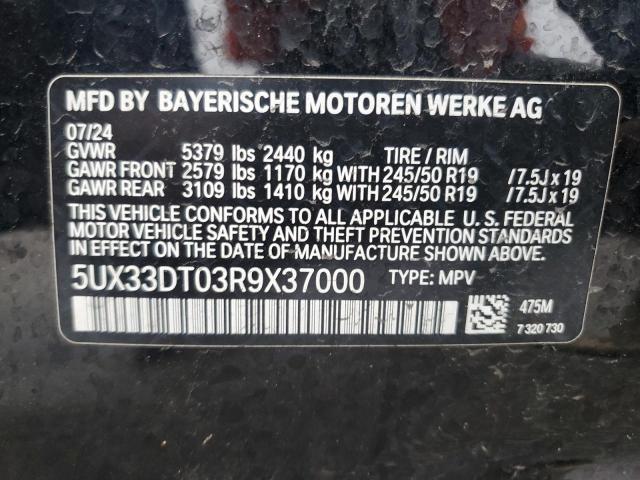 MFD BY BAYERISCHE MOTOREN WERKE AG
07/24
GVWR 5379 lbs 2440 kg TIRE / RIM
GAWR FRONT 2579 lbs 1170 kg WITH 245/50 R19 /7.5J x 19
GAWR REAR 3109 lbs 1410 kg WITH 245/50 R19 /7.5J x 19
THIS VEHICLE CONFORMS TO ALL APPLICABLE U. S. FEDERAL
MOTOR VEHICLE SAFETY AND THEFT PREVENTION STANDARDS
IN EFFECT ON THE DATE OF MANUFACTURE SHOWN ABOVE.
5UX33DT03R9X37000 TYPE: MPV
475M
7 320 730